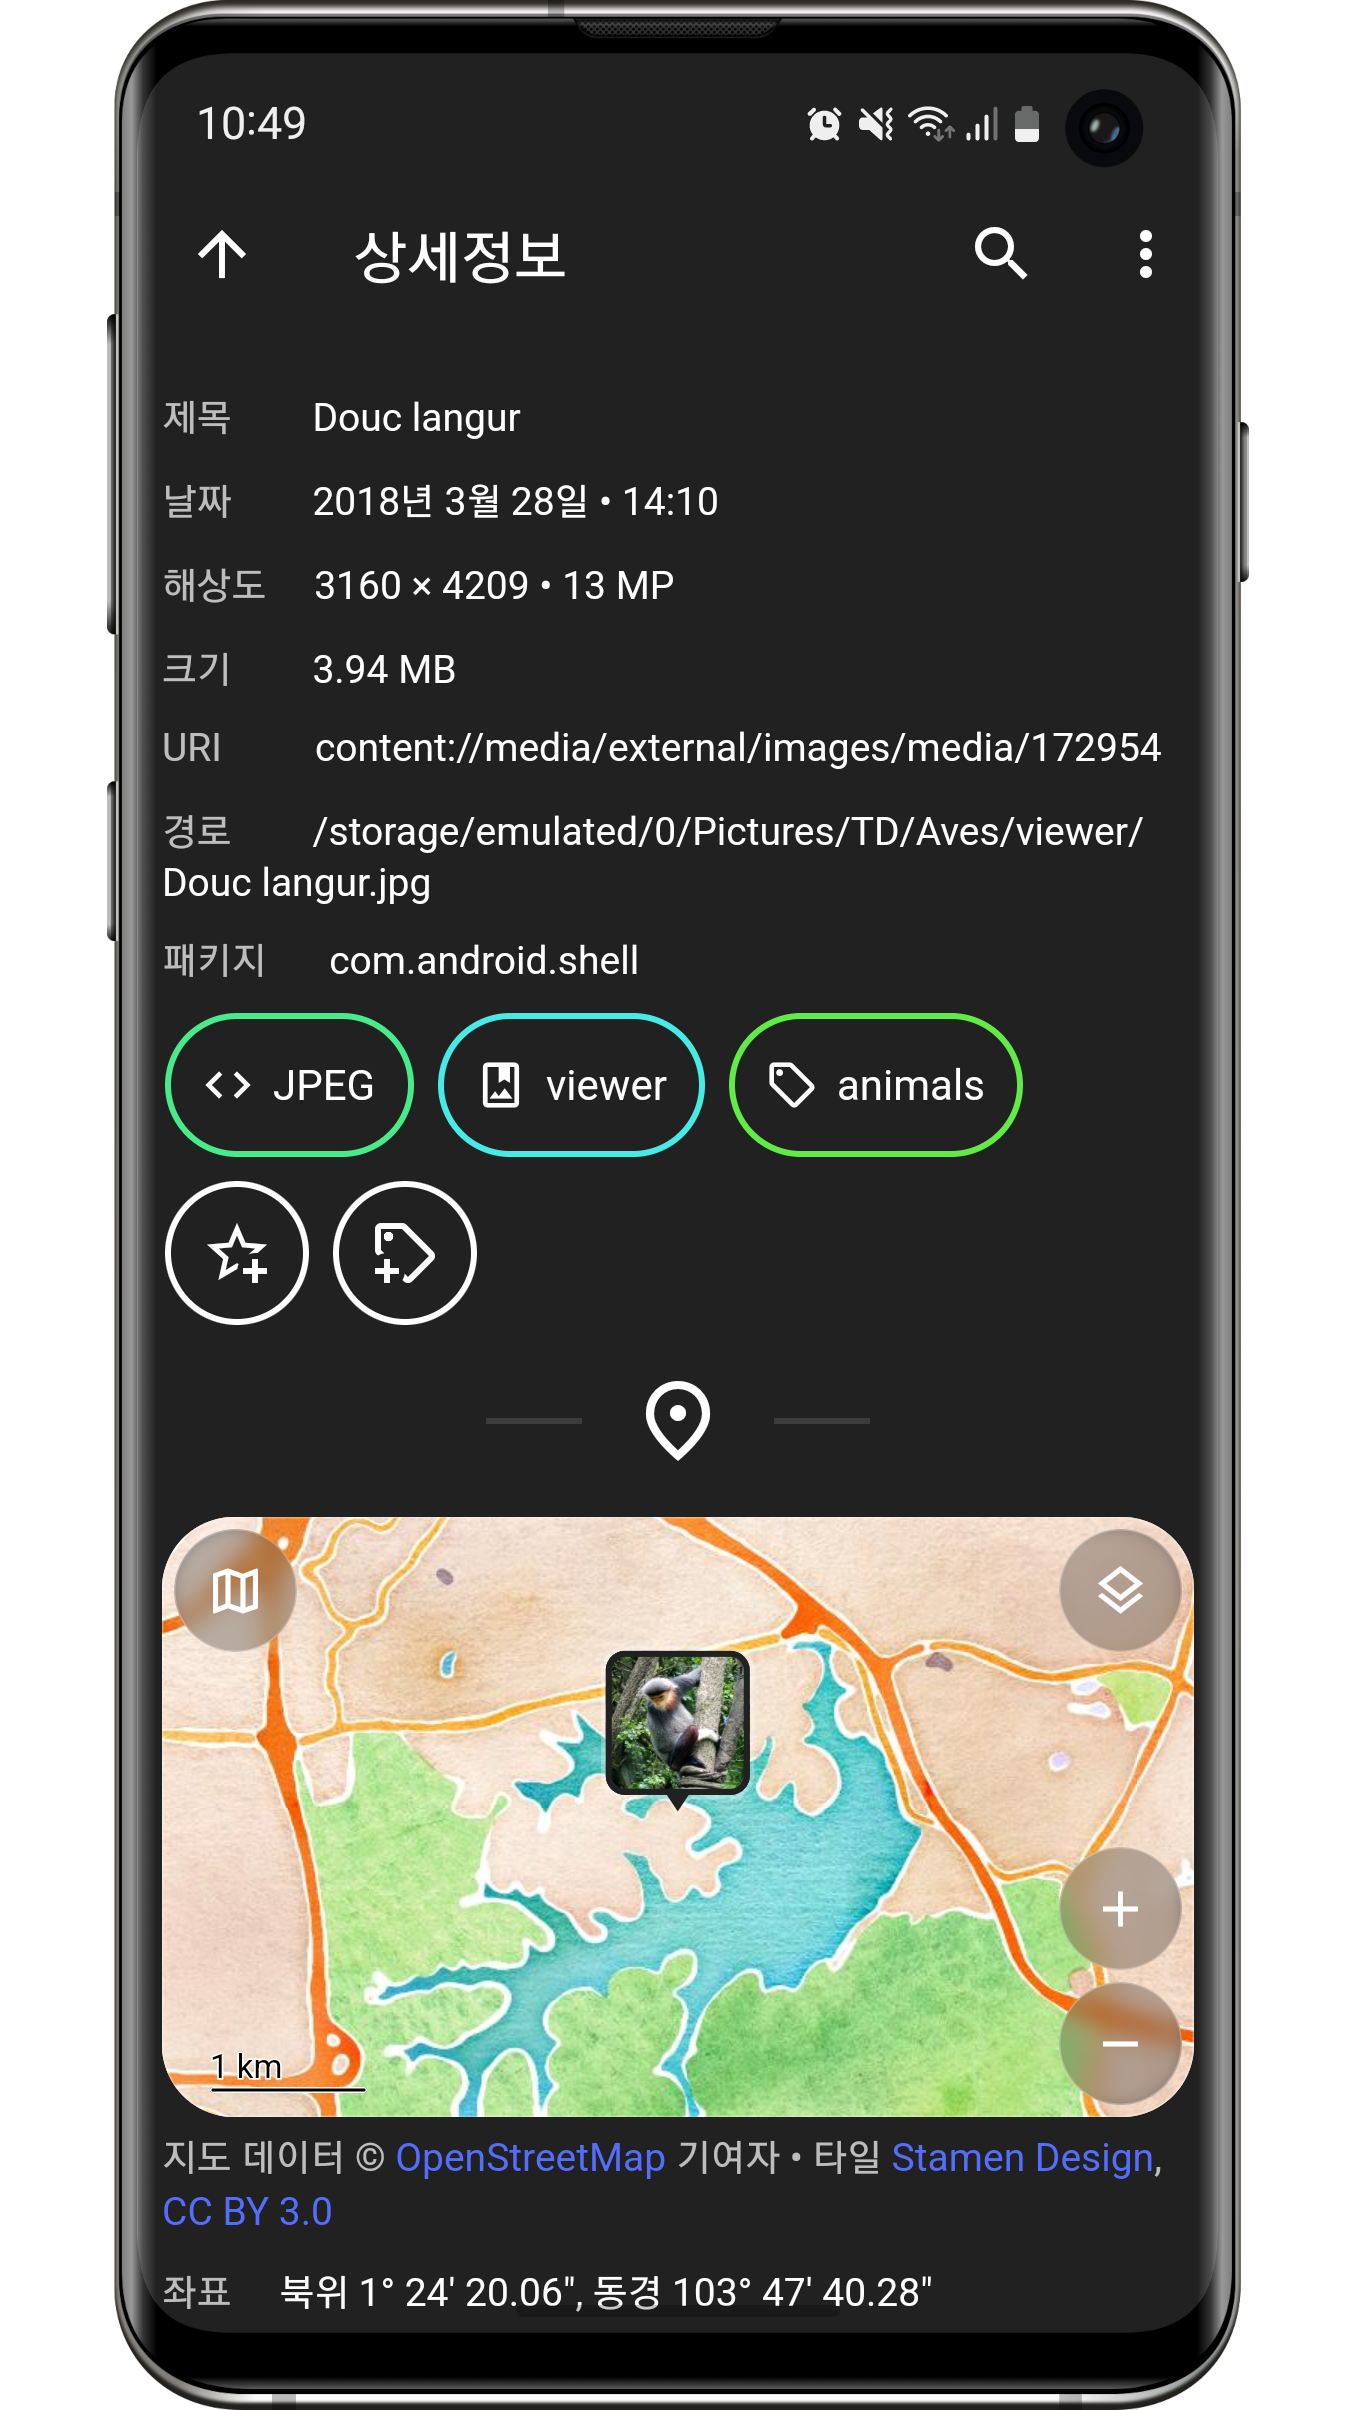 10:49
상세정보
제목 Douc langur
날짜 2018년 3월 28일 • 14:10
해상도 3160 × 4209 • 13 MP
크기 3.94 MB
URI content://media/external/images/media/172954
경로 /storage/emulated/0/Pictures/TD/Aves/viewer/
Douc langur.jpg
패키지 com.android.shell
JPEG viewer animals
1 km
지도 데이터 © OpenStreetMap 기여자 • 타일 Stamen Design,
CC BY 3.0
좌표 북위 1° 24' 20.06", 동경 103° 47' 40.28"